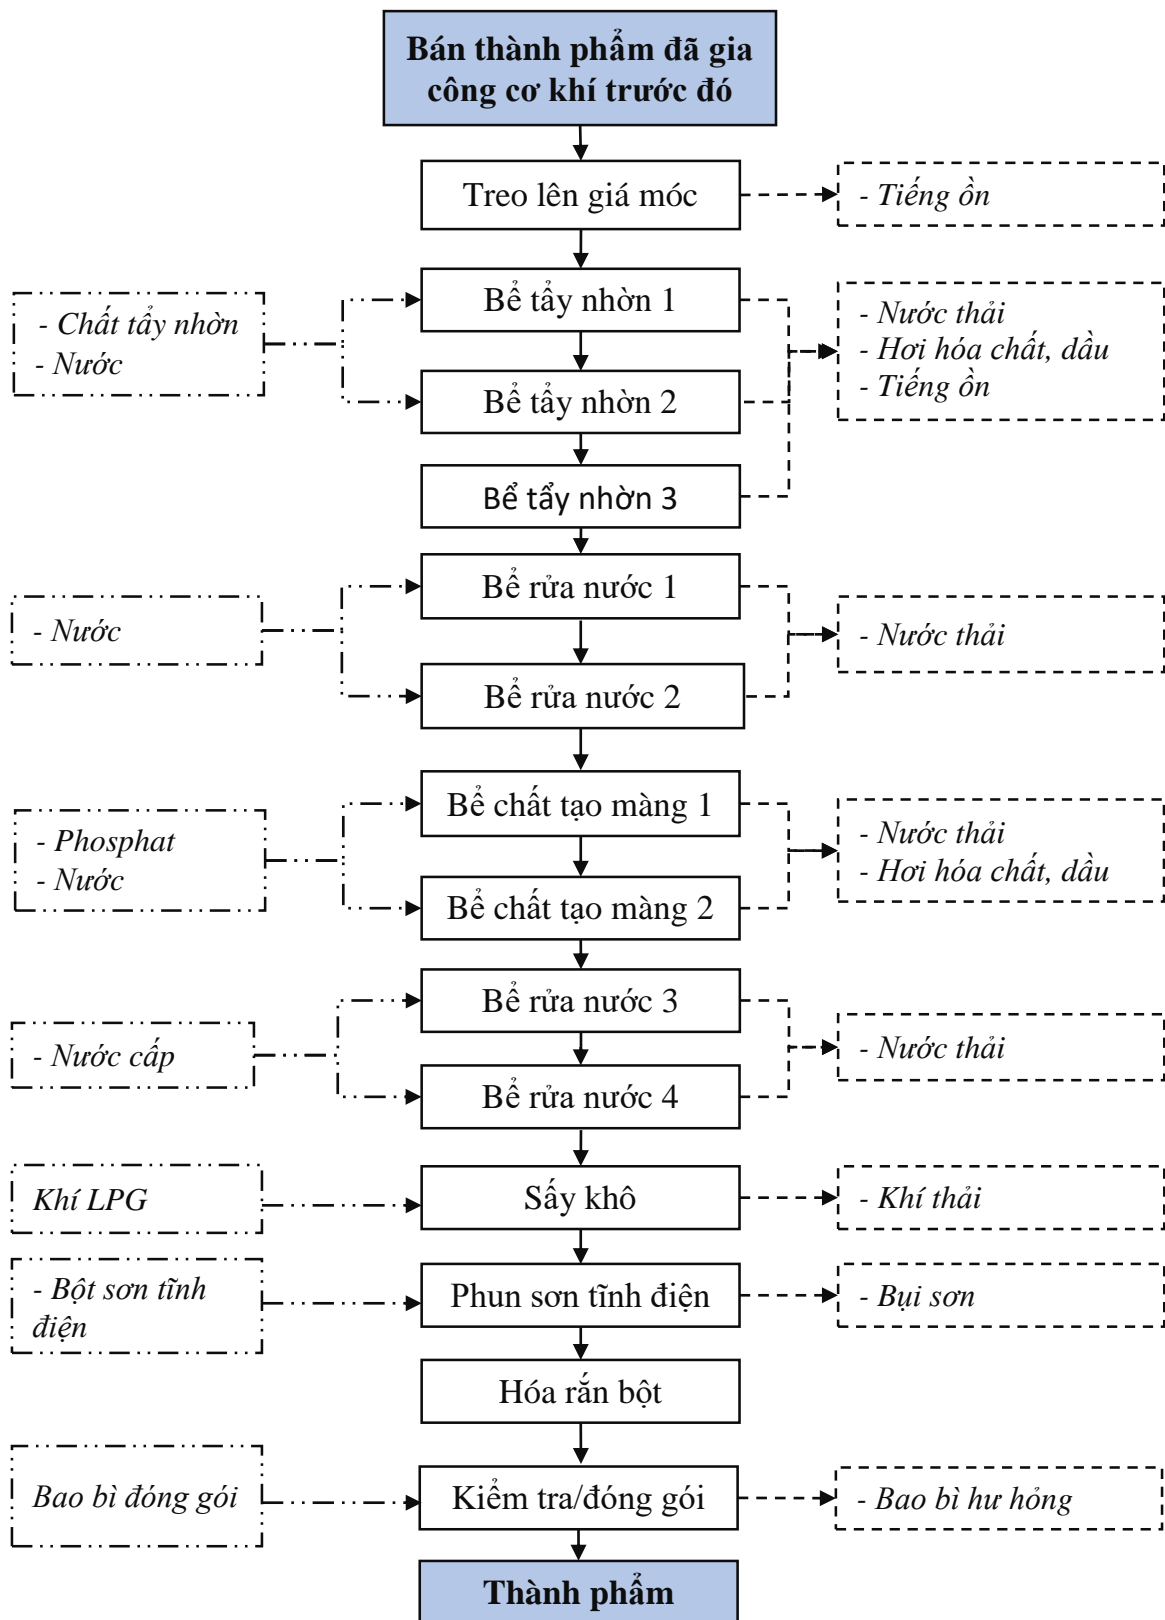 Bán thành phẩm đã gia
công cơ khí trước đó
Treo lên giá móc
- Tiếng ồn
- Chất tẩy nhờn
- Nước
Bể tẩy nhờn 1
Bể tẩy nhờn 2
Bể tẩy nhờn 3
- Nước thải
- Hơi hóa chất, dầu
- Tiếng ồn
- Nước
Bể rửa nước 1
Bể rửa nước 2
- Nước thải
- Phosphat
- Nước
Bể chất tạo màng 1
Bể chất tạo màng 2
- Nước thải
- Hơi hóa chất, dầu
- Nước cấp
Bể rửa nước 3
Bể rửa nước 4
- Nước thải
Khí LPG
Sấy khô
- Khí thải
- Bột sơn tĩnh
điện
Phun sơn tĩnh điện
- Bụi sơn
Hóa rắn bột
Bao bì đóng gói
Kiểm tra/đóng gói
- Bao bì hư hỏng
Thành phẩm